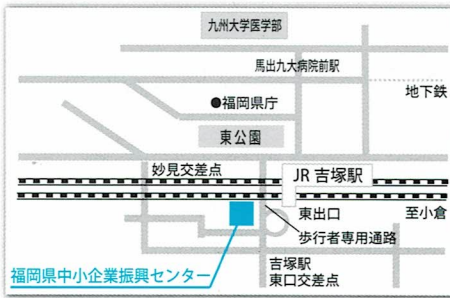 九州大学医学部
馬出九大病院前駅
地下鉄
●福岡県庁
東公園
妙見交差点
JR 吉塚駅
東出口
至小倉
歩行者専用通路
福岡県中小企業振興センター
吉塚駅
東口交差点